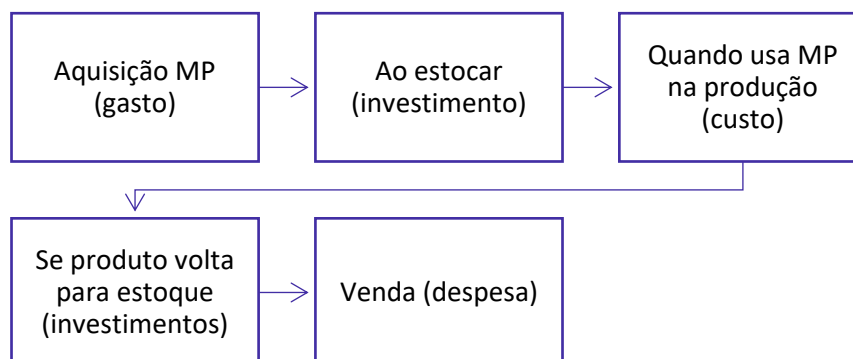 Aquisição MP
(gasto)
Ao estocar
(investimento)
Quando usa MP
na produção
(custo)
Se produto volta
para estoque
(investimentos)
Venda (despesa)